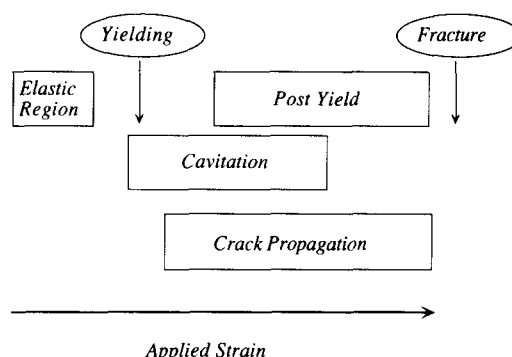 Yielding
Fracture
Elastic
Region
Post Yield
Cavitation
Crack Propagation
Applied Strain